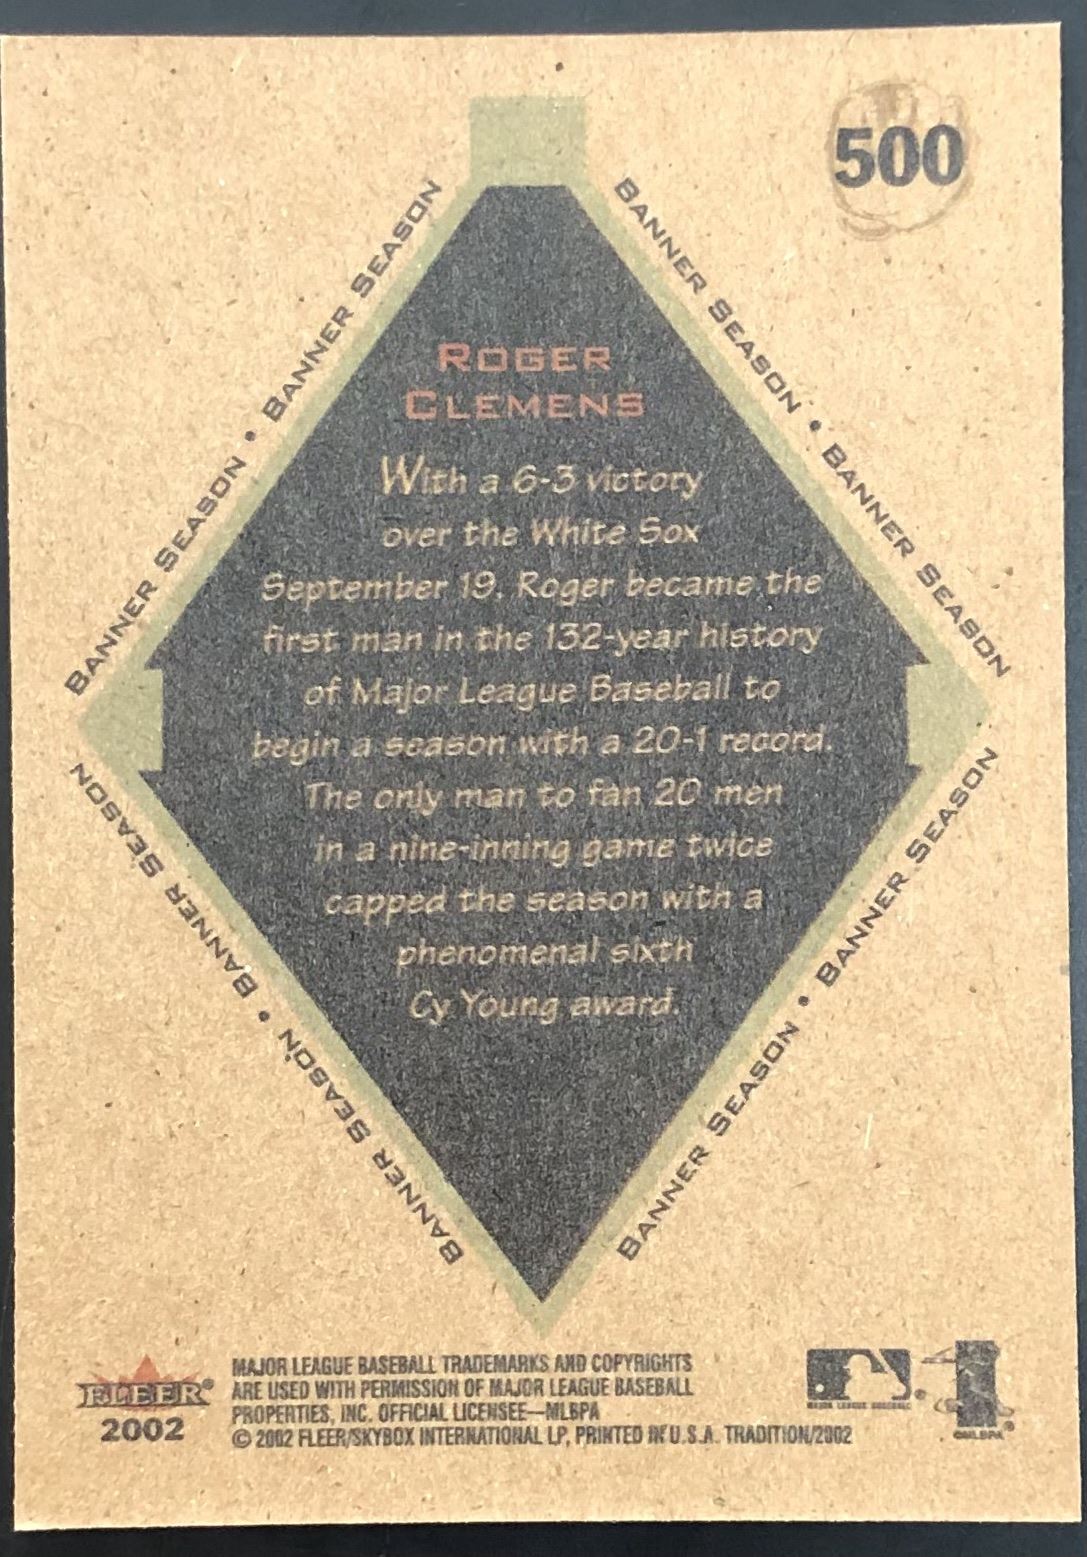 500
BANNER SEASON • BANNER SEASON
BANNER SEASON • BANNER SEASON
ROGER
CLEMENS
With a 6-3 victory
over the White Sox
September 19, Roger became the
first man in the 132-year history
of Major League Baseball to
begin a season with a 20-1 record.
The only man to fan 20 men
in a nine-inning game twice
capped the season with a
phenomenal sixth
Cy Young award.
BANNER SEASON • BANNER SEASON
BANNER SEASON • BANNER SEASON
FLEER®
2002
MAJOR LEAGUE BASEBALL TRADEMARKS AND COPYRIGHTS
ARE USED WITH PERMISSION OF MAJOR LEAGUE BASEBALL
PROPERTIES, INC. OFFICIAL LICENSEE—MLBPA
© 2002 FLEER/SKYBOX INTERNATIONAL LP, PRINTED IN U.S.A. TRADITION/2002
MAJOR LEAGUE BASEBALL
®
©MLBPA